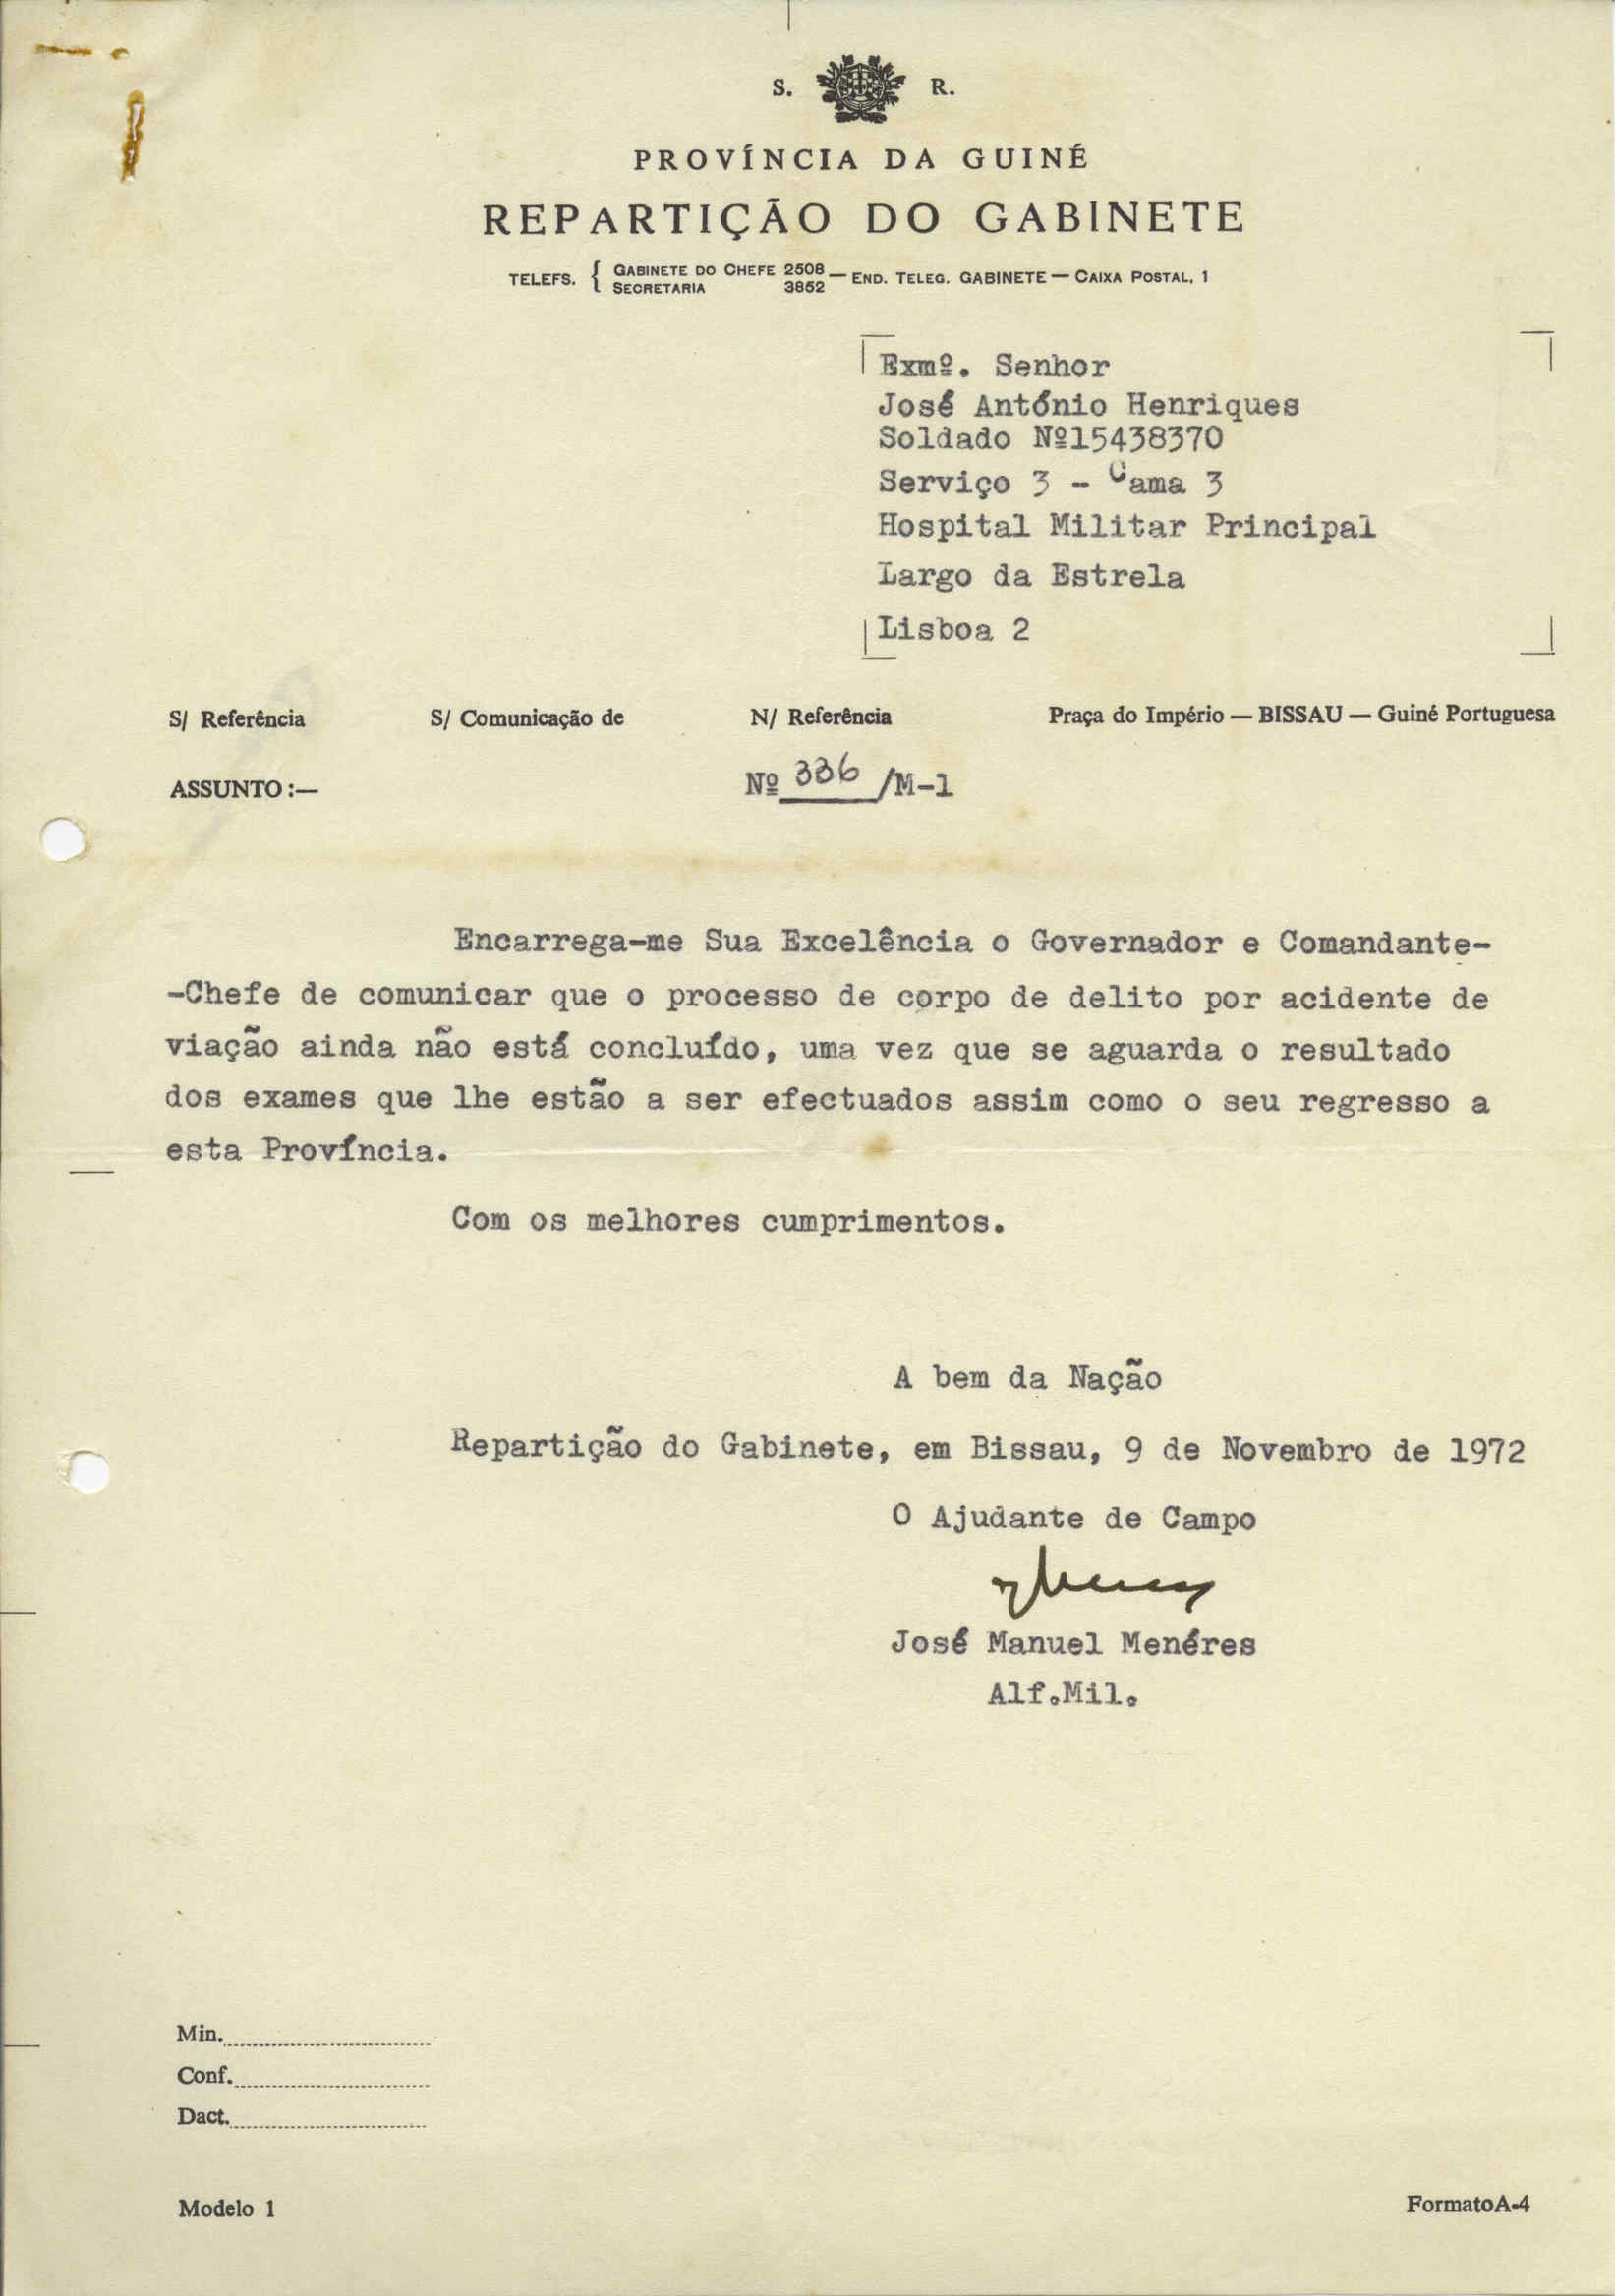 S. R.
PROVÍNCIA DA GUINÉ
REPARTIÇÃO DO GABINETE
TELEFS. { GABINETE DO CHEFE 2508 — END. TELEG. GABINETE — CAIXA POSTAL, 1
SECRETARIA 3852
Exmº. Senhor
José António Henriques
Soldado Nº15438370
Serviço 3 - Cama 3
Hospital Militar Principal
Largo da Estrela
Lisboa 2
S/ Referência S/ Comunicação de N/ Referência Praça do Império — BISSAU — Guiné Portuguesa
ASSUNTO :— Nº 336 /M-1
Encarrega-me Sua Excelência o Governador e Comandante-
-Chefe de comunicar que o processo de corpo de delito por acidente de
viação ainda não está concluído, uma vez que se aguarda o resultado
dos exames que lhe estão a ser efectuados assim como o seu regresso a
esta Província.
Com os melhores cumprimentos.
A bem da Nação
Repartição do Gabinete, em Bissau, 9 de Novembro de 1972
O Ajudante de Campo
José Manuel Menéres
Alf.Mil.
Min.
Conf.
Dact.
Modelo 1 Formato A-4